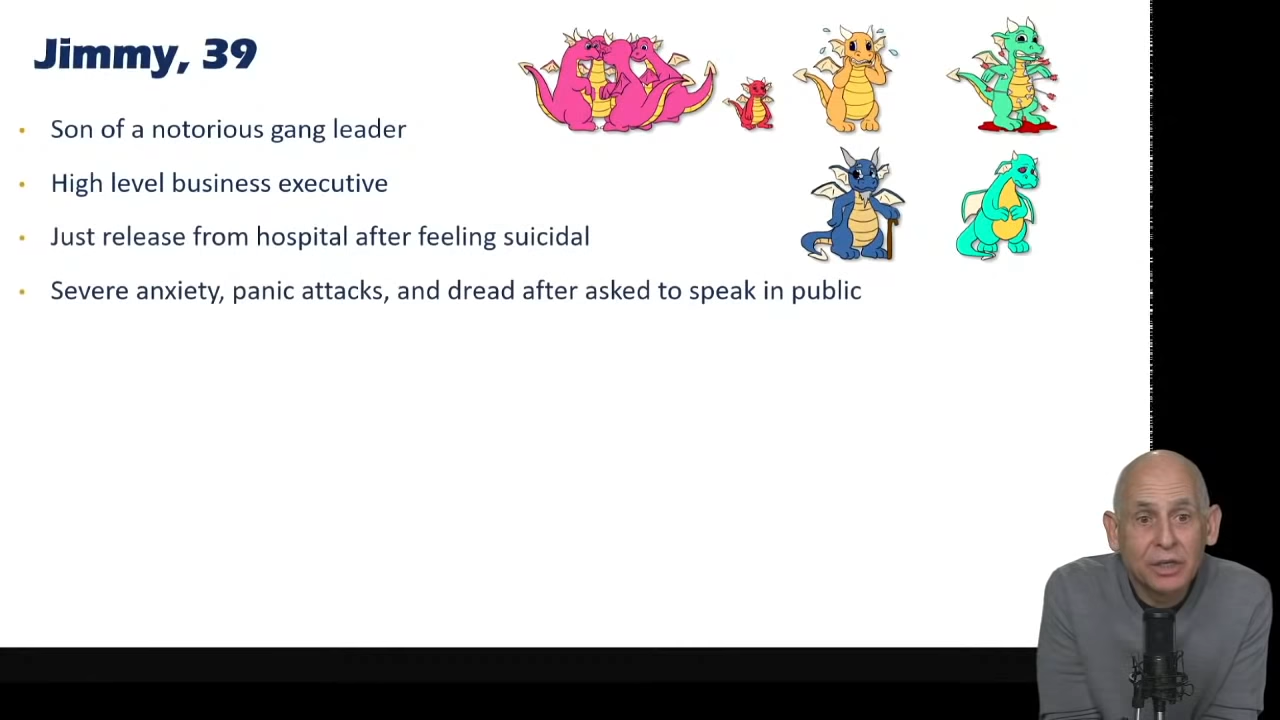 Jimmy, 39
• Son of a notorious gang leader
• High level business executive
• Just release from hospital after feeling suicidal
• Severe anxiety, panic attacks, and dread after asked to speak in public